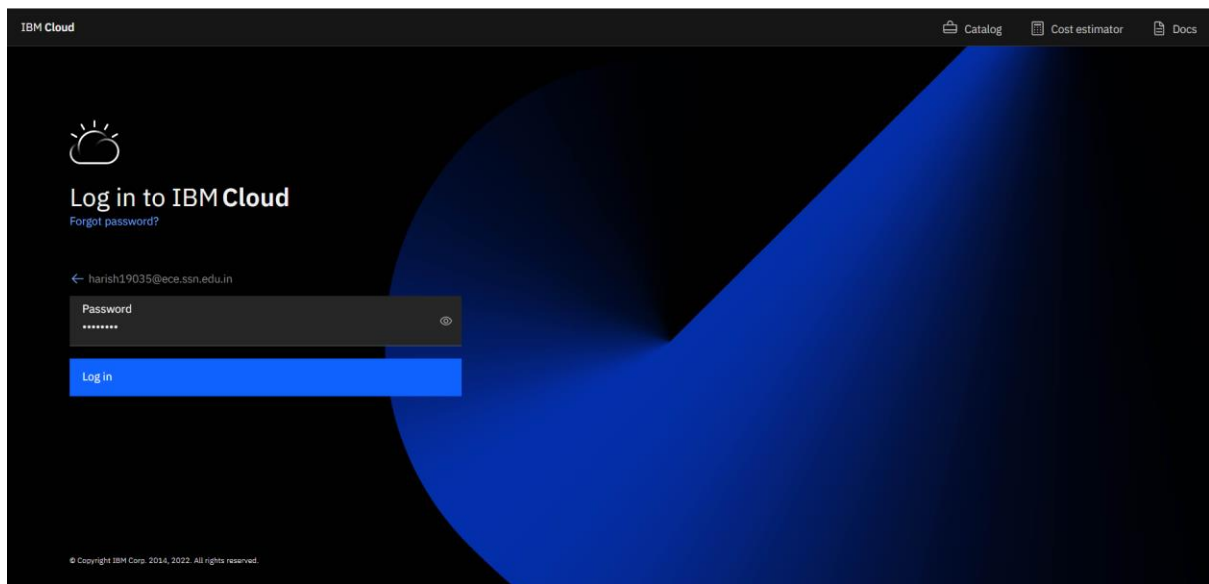 IBM Cloud Catalog Cost estimator Docs
Log in to IBM Cloud
Forgot password?
← harish19035@ece.ssn.edu.in
Password
••••••••
Log in
© Copyright IBM Corp. 2014, 2022. All rights reserved.